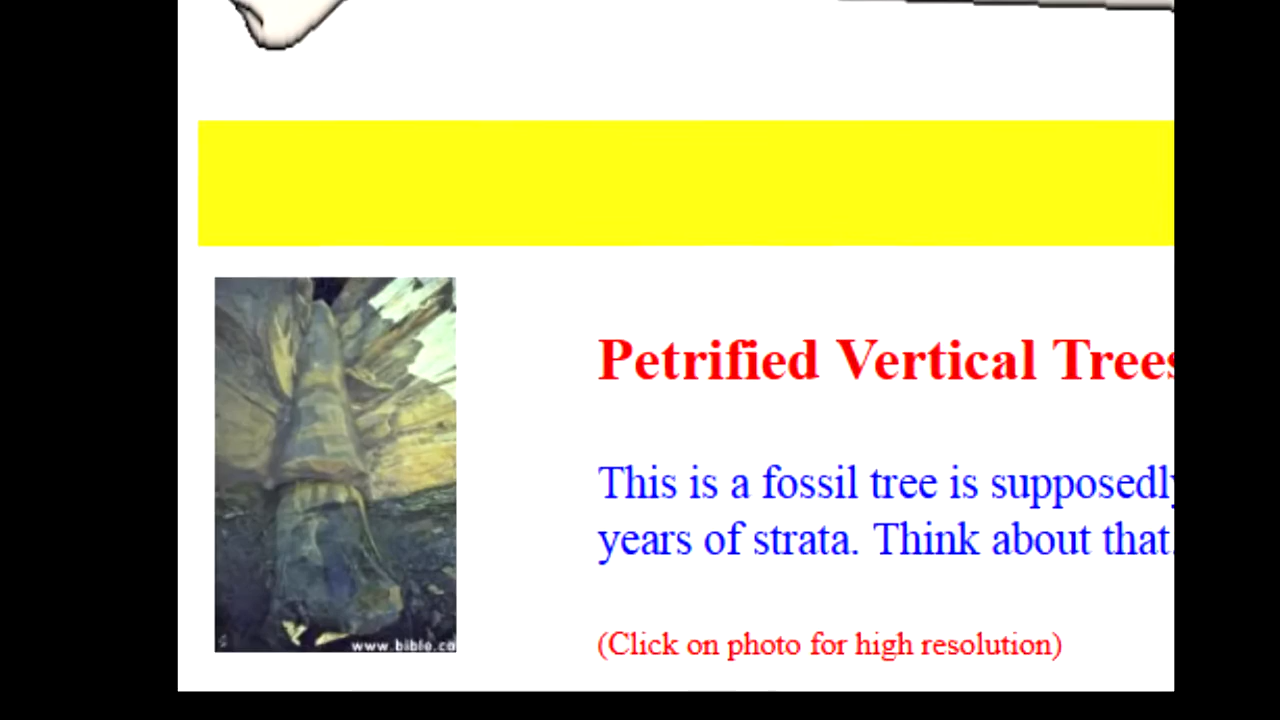 Petrified Vertical Trees
This is a fossil tree is supposedly
years of strata. Think about that.
(Click on photo for high resolution)
www.bible.ca